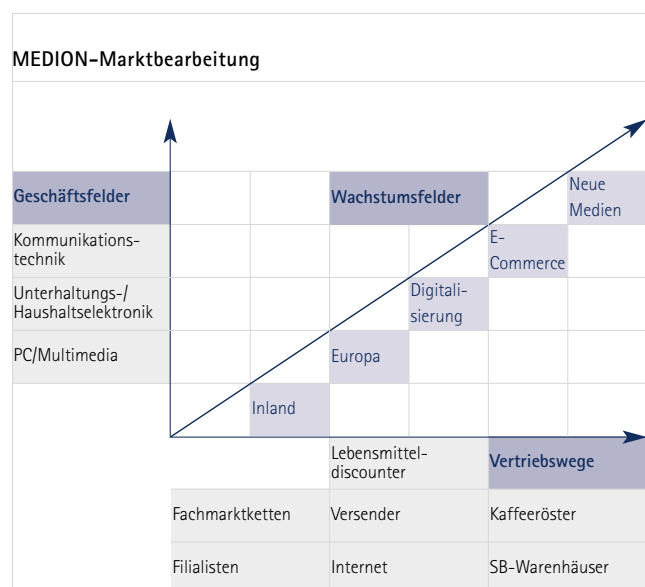 MEDION-Marktbearbeitung
Geschäftsfelder
Wachstumsfelder
Neue
Medien
Kommunikations-
technik
E-
Commerce
Unterhaltungs-/
Haushaltselektronik
Digitali-
sierung
PC/Multimedia
Europa
Inland
Lebensmittel-
discounter
Vertriebswege
Fachmarktketten
Versender
Kaffeeröster
Filialisten
Internet
SB-Warenhäuser